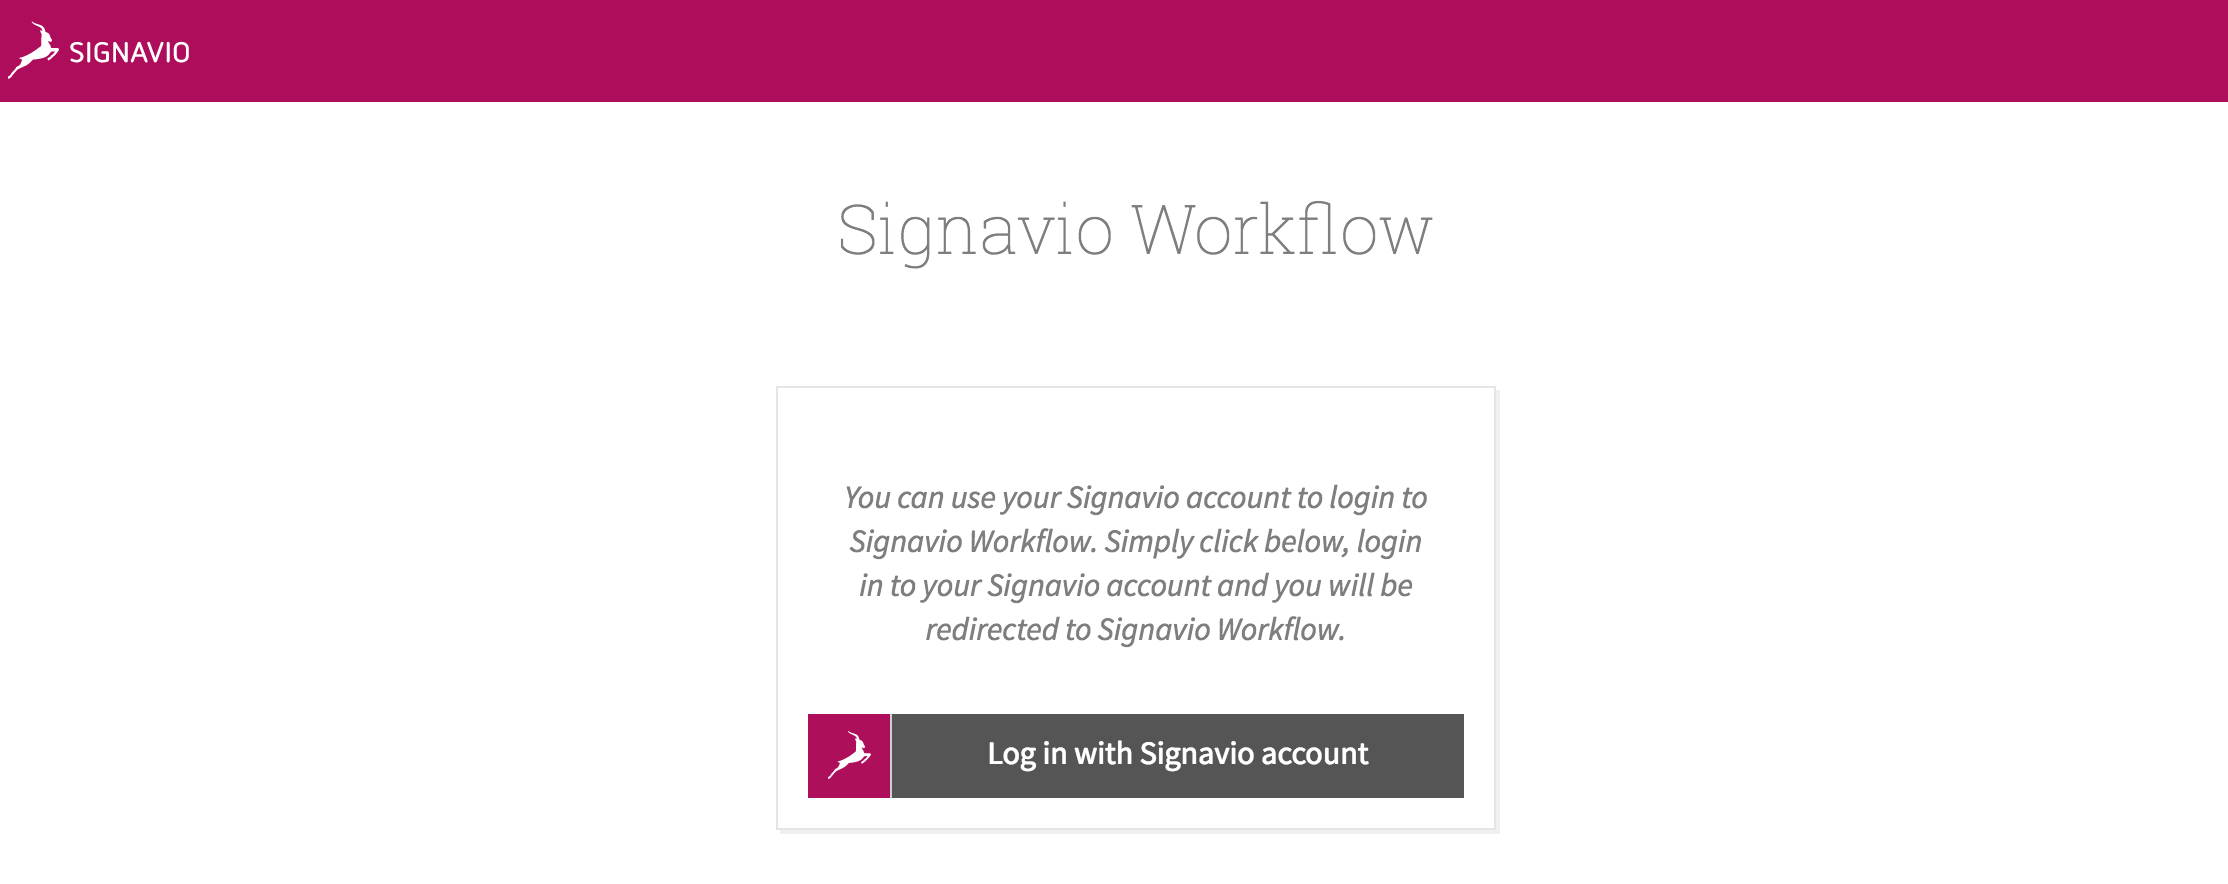 SIGNAVIO
Signavio Workflow
You can use your Signavio account to login to
Signavio Workflow. Simply click below, login
in to your Signavio account and you will be
redirected to Signavio Workflow.
Log in with Signavio account